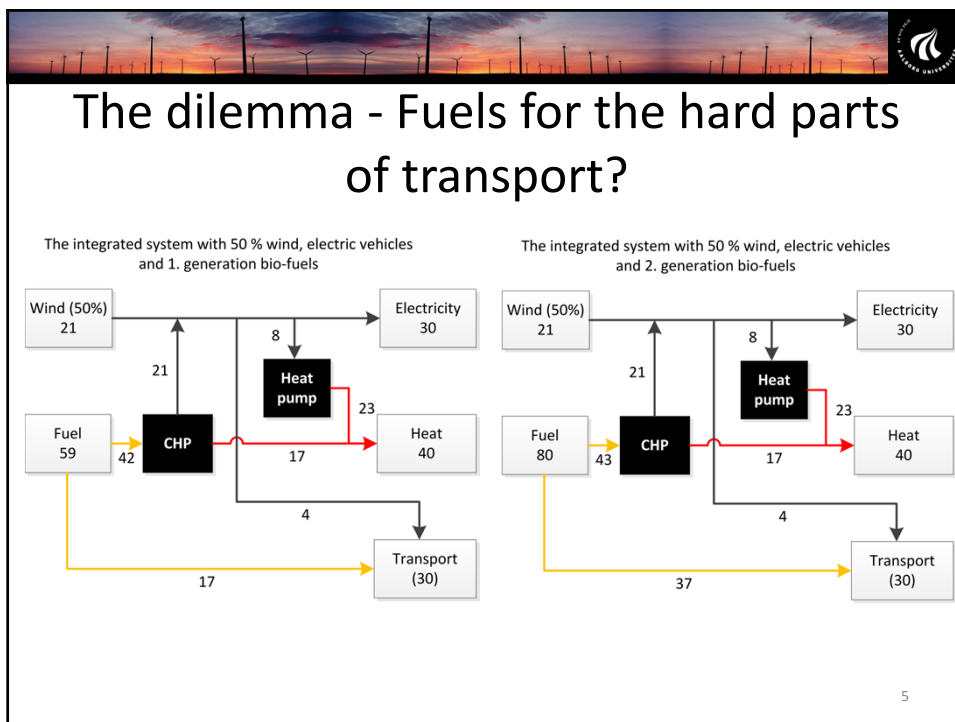 AALBORG UNIVERSITY
The dilemma - Fuels for the hard parts
of transport?
The integrated system with 50 % wind, electric vehicles
and 1. generation bio-fuels
Wind (50%)
21
Electricity
30
8
21
Heat
pump
23
Fuel
59
42
CHP
17
Heat
40
4
Transport
(30)
17
The integrated system with 50 % wind, electric vehicles
and 2. generation bio-fuels
Wind (50%)
21
Electricity
30
8
21
Heat
pump
23
Fuel
80
43
CHP
17
Heat
40
4
Transport
(30)
37
5